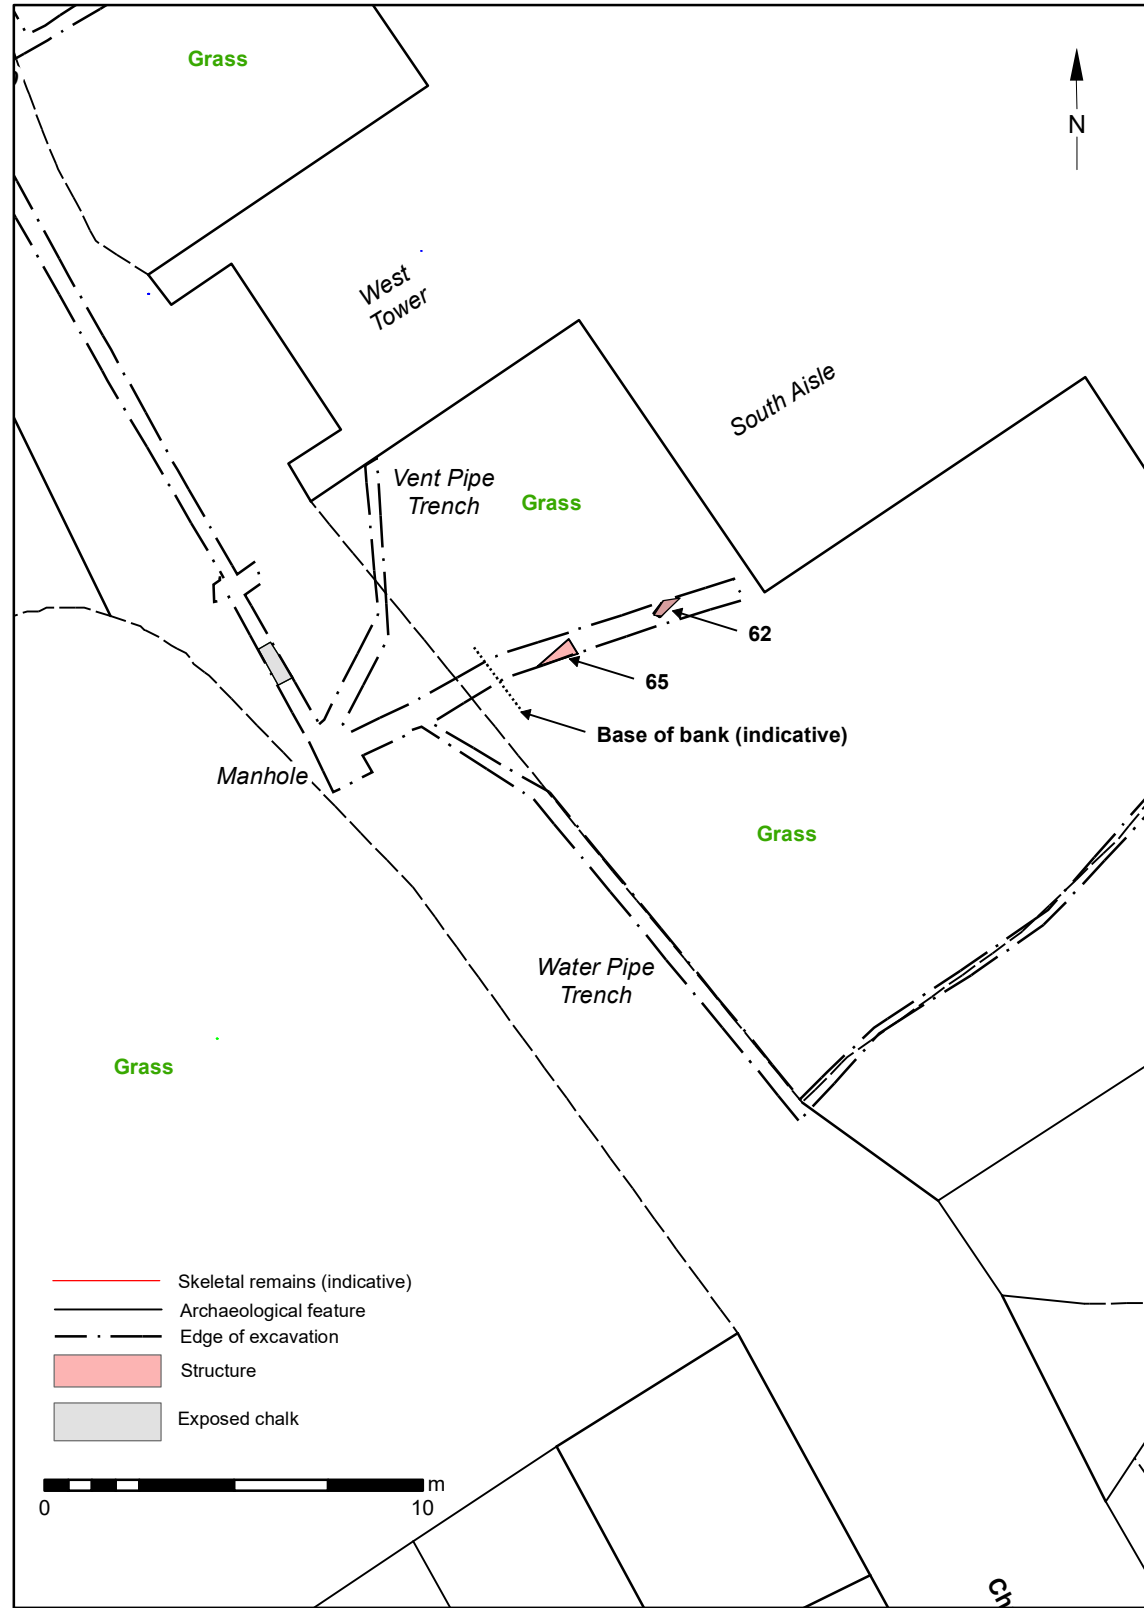 Grass
N
West
Tower
South Aisle
Vent Pipe
Trench
Grass
62
65
Base of bank (indicative)
Manhole
Grass
Water Pipe
Trench
Grass
Skeletal remains (indicative)
Archaeological feature
Edge of excavation
Structure
Exposed chalk
m
0 10
Ch